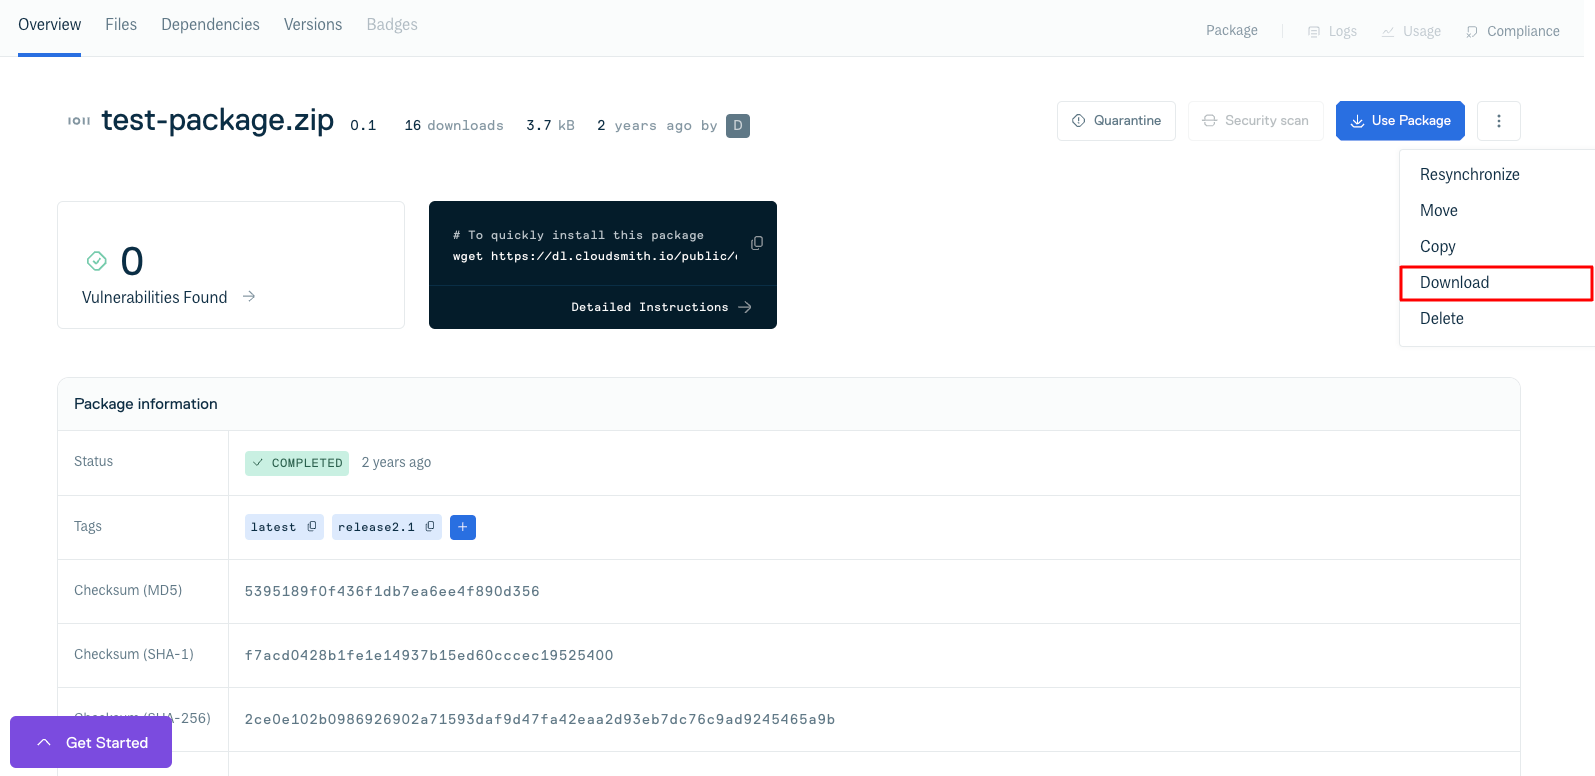 Overview Files Dependencies Versions Badges
Package Logs Usage Compliance
test-package.zip 0.1 16 downloads 3.7 kB 2 years ago by D
Quarantine Security scan Use Package
Resynchronize
Move
Copy
Download
Delete
0
Vulnerabilities Found
# To quickly install this package
wget https://dl.cloudsmith.io/public/
Detailed Instructions
Package information
Status COMPLETED 2 years ago
Tags latest release2.1 +
Checksum (MD5) 5395189f0f436f1db7ea6ee4f890d356
Checksum (SHA-1) f7acd0428b1fe1e14937b15ed60cccec19525400
Checksum (SHA-256) 2ce0e102b0986926902a71593daf9d47fa42eaa2d93eb7dc76c9ad9245465a9b
Get Started